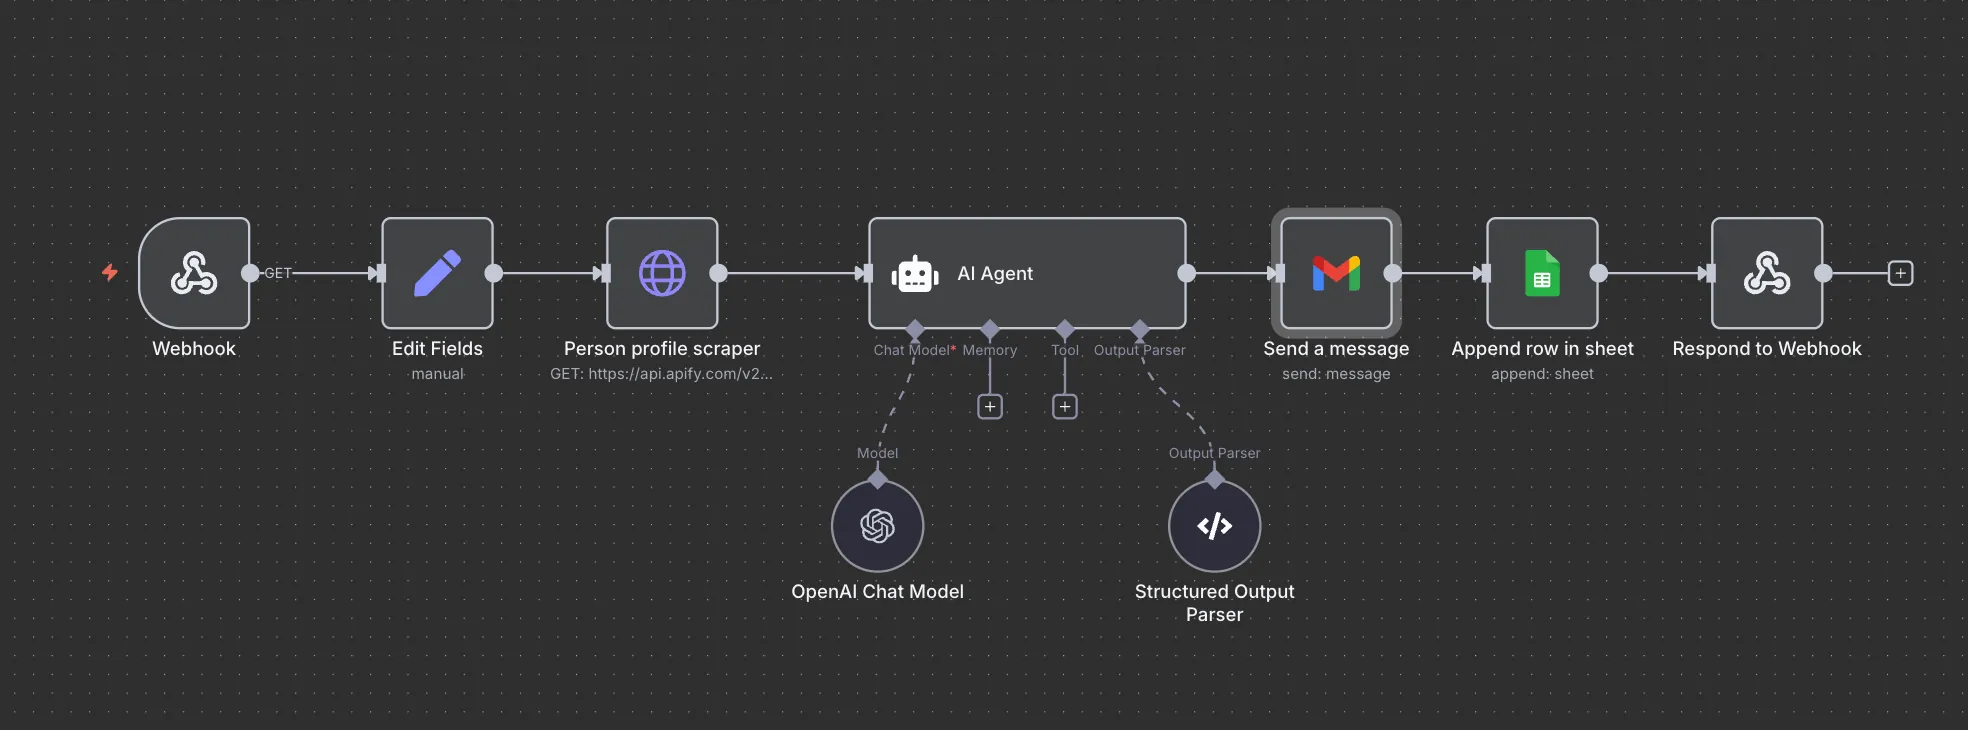 GET
AI Agent
Webhook
Edit Fields
manual
Person profile scraper
GET: https://api.apify.com/v2...
Chat Model*
Memory
Tool
Output Parser
Send a message
send: message
Append row in sheet
append: sheet
Respond to Webhook
Model
Output Parser
OpenAI Chat Model
Structured Output
Parser